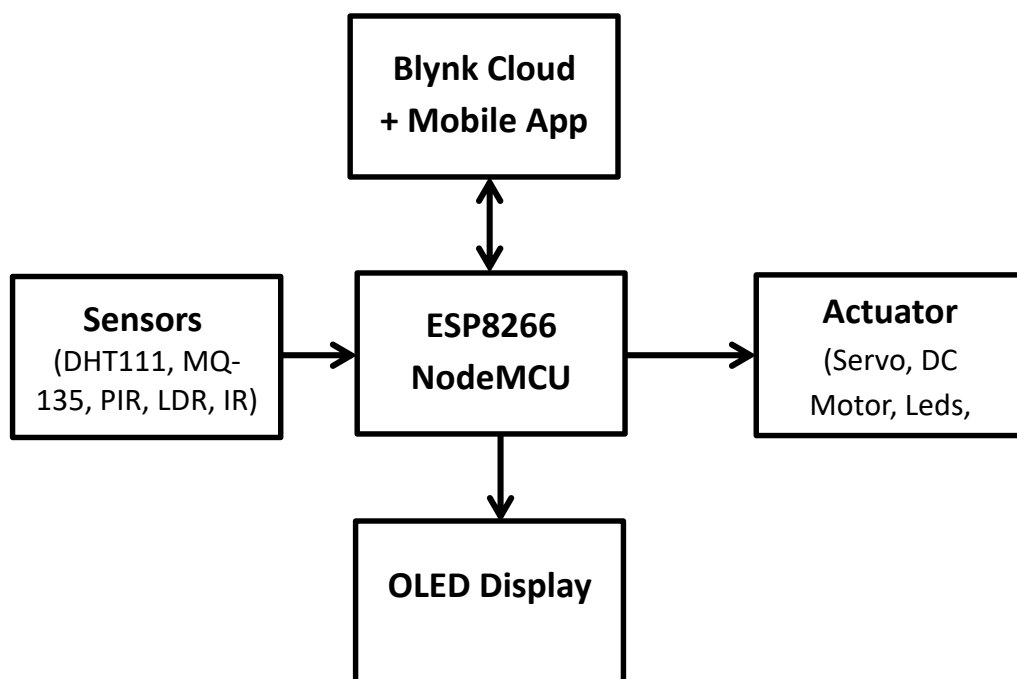 Blynk Cloud
+ Mobile App
Sensors
(DHT111, MQ-
135, PIR, LDR, IR)
ESP8266
NodeMCU
Actuator
(Servo, DC
Motor, Leds,
OLED Display